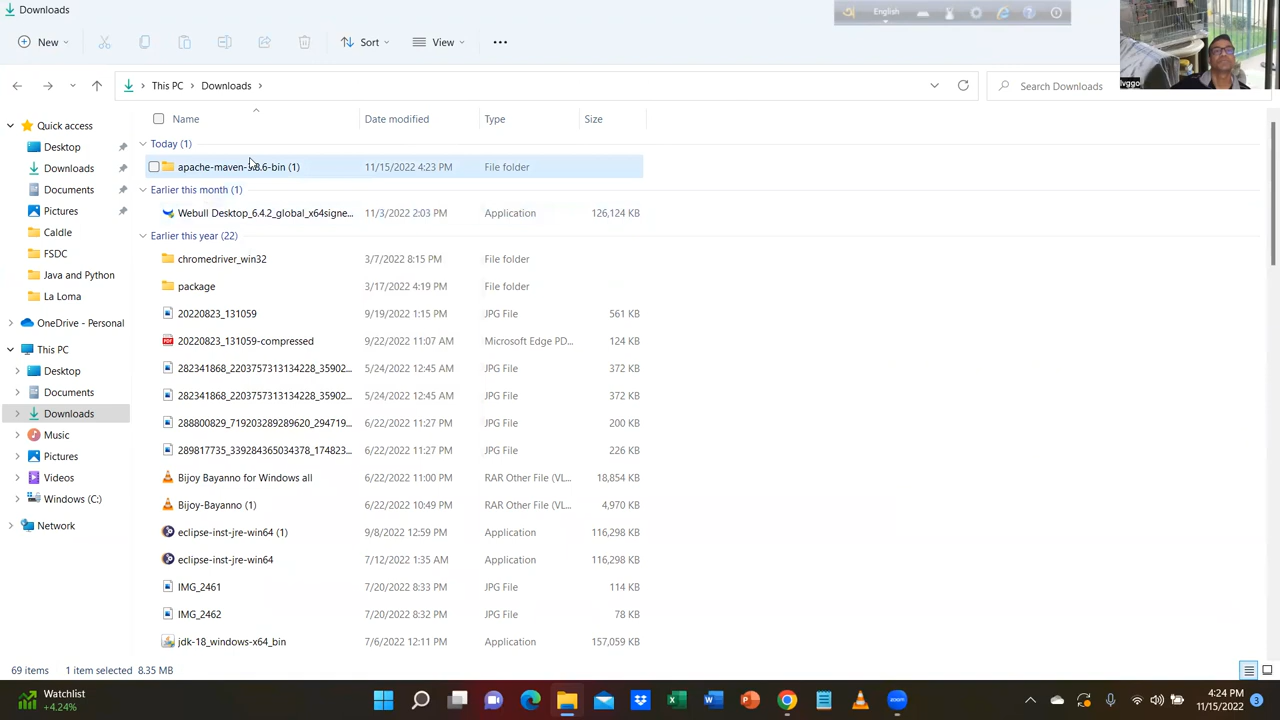 Downloads
English
New
Sort
View
This PC
Downloads
Search Downloads
lvggo
Name
Date modified
Type
Size
Quick access
Desktop
Downloads
Documents
Pictures
Caldle
FSDC
Java and Python
La Loma
OneDrive - Personal
This PC
Desktop
Documents
Downloads
Music
Pictures
Videos
Windows (C:)
Network
Today (1)
apache-maven-3.8.6-bin (1) 11/15/2022 4:23 PM File folder
Earlier this month (1)
Webull Desktop_6.4.2_global_x64signe... 11/3/2022 2:03 PM Application 126,124 KB
Earlier this year (22)
chromedriver_win32 3/7/2022 8:15 PM File folder
package 3/17/2022 4:19 PM File folder
20220823_131059 9/19/2022 1:15 PM JPG File 561 KB
20220823_131059-compressed 9/22/2022 11:07 AM Microsoft Edge PD... 124 KB
282341868_2203757313134228_35902... 5/24/2022 12:45 AM JPG File 372 KB
282341868_2203757313134228_35902... 5/24/2022 12:45 AM JPG File 372 KB
288800829_719203289289620_294719... 6/22/2022 11:27 PM JPG File 200 KB
289817735_339284365034378_174823... 6/22/2022 11:27 PM JPG File 226 KB
Bijoy Bayanno for Windows all 6/22/2022 11:00 PM RAR Other File (VL... 18,854 KB
Bijoy-Bayanno (1) 6/22/2022 10:49 PM RAR Other File (VL... 4,970 KB
eclipse-inst-jre-win64 (1) 9/8/2022 12:59 PM Application 116,298 KB
eclipse-inst-jre-win64 7/12/2022 1:35 AM Application 116,298 KB
IMG_2461 7/20/2022 8:33 PM JPG File 114 KB
IMG_2462 7/20/2022 8:32 PM JPG File 78 KB
jdk-18_windows-x64_bin 7/6/2022 12:11 PM Application 157,059 KB
69 items 1 item selected 8.35 MB
Watchlist
+4.24%
zoom
4:24 PM
11/15/2022
3